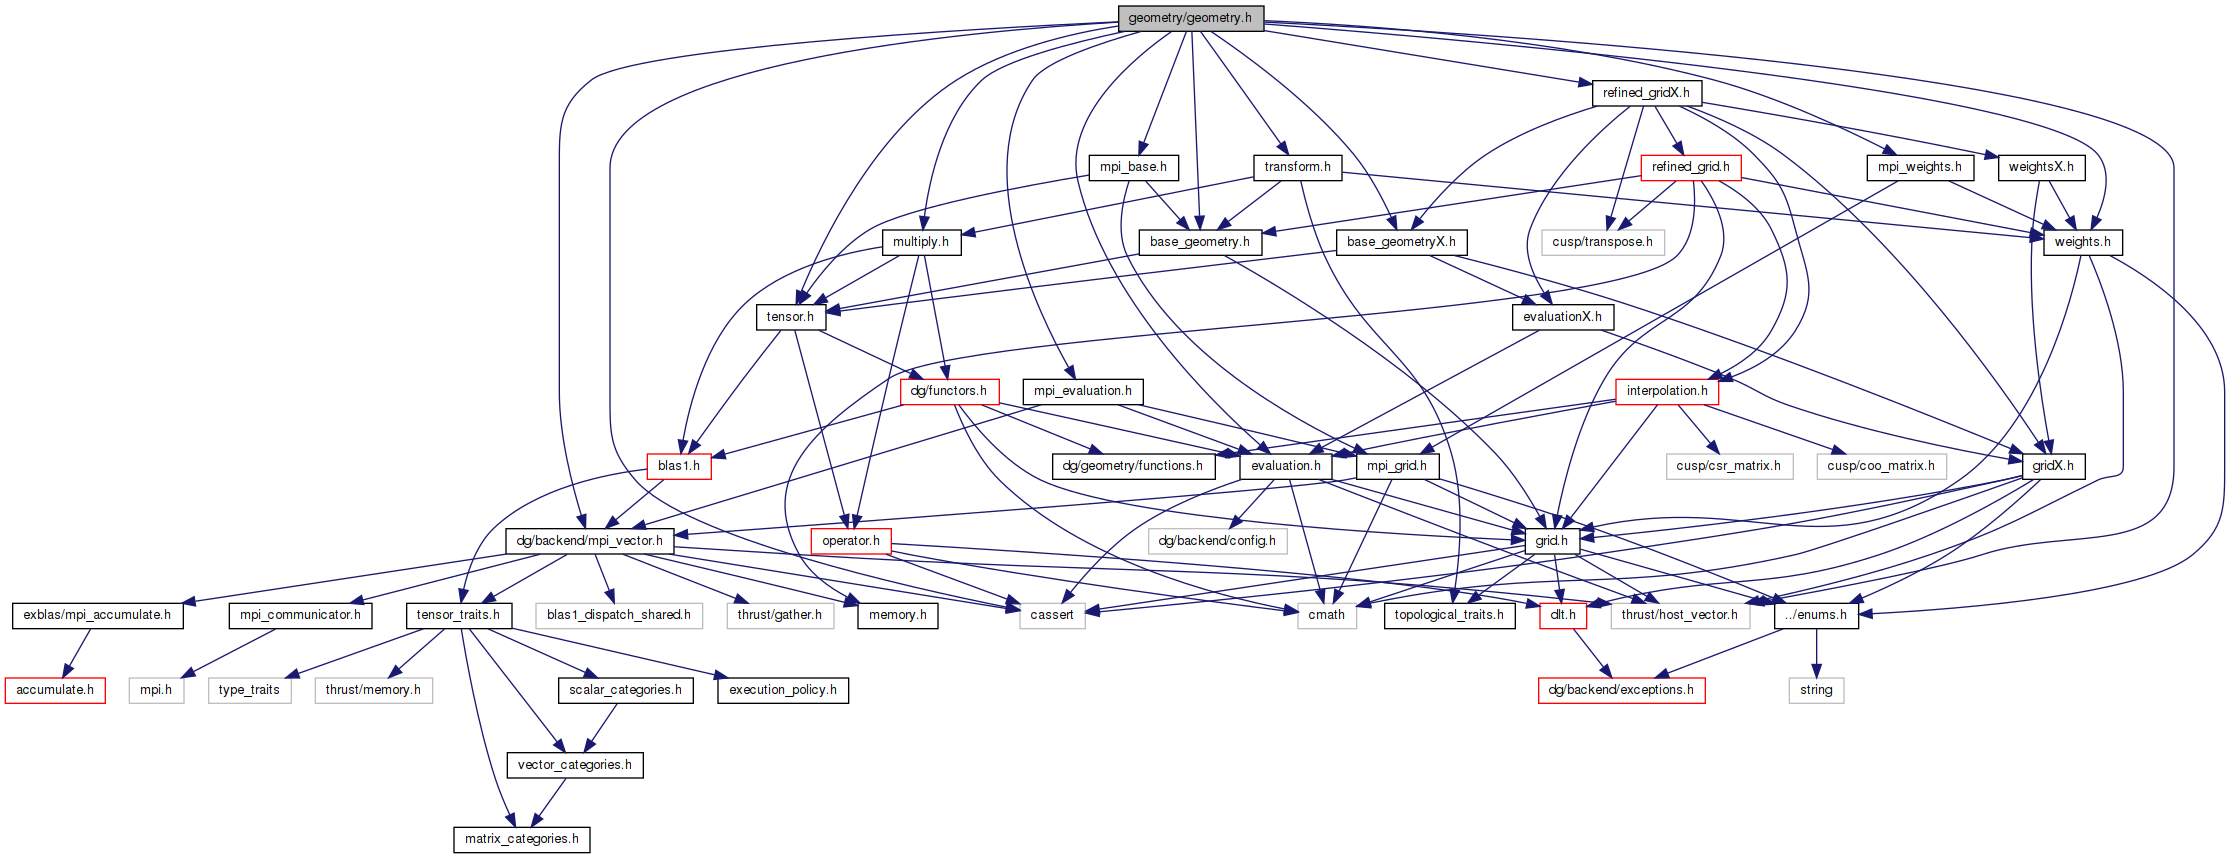 geometry/geometry.h
refined_gridX.h
mpi_base.h
transform.h
refined_grid.h
mpi_weights.h
weightsX.h
multiply.h
base_geometry.h
base_geometryX.h
cusp/transpose.h
weights.h
tensor.h
evaluationX.h
dg/functors.h
mpi_evaluation.h
interpolation.h
blas1.h
dg/geometry/functions.h
evaluation.h
mpi_grid.h
cusp/csr_matrix.h
cusp/coo_matrix.h
gridX.h
dg/backend/mpi_vector.h
operator.h
dg/backend/config.h
grid.h
exblas/mpi_accumulate.h
mpi_communicator.h
tensor_traits.h
blas1_dispatch_shared.h
thrust/gather.h
memory.h
cassert
cmath
topological_traits.h
dlt.h
thrust/host_vector.h
../enums.h
accumulate.h
mpi.h
type_traits
thrust/memory.h
scalar_categories.h
execution_policy.h
dg/backend/exceptions.h
string
vector_categories.h
matrix_categories.h